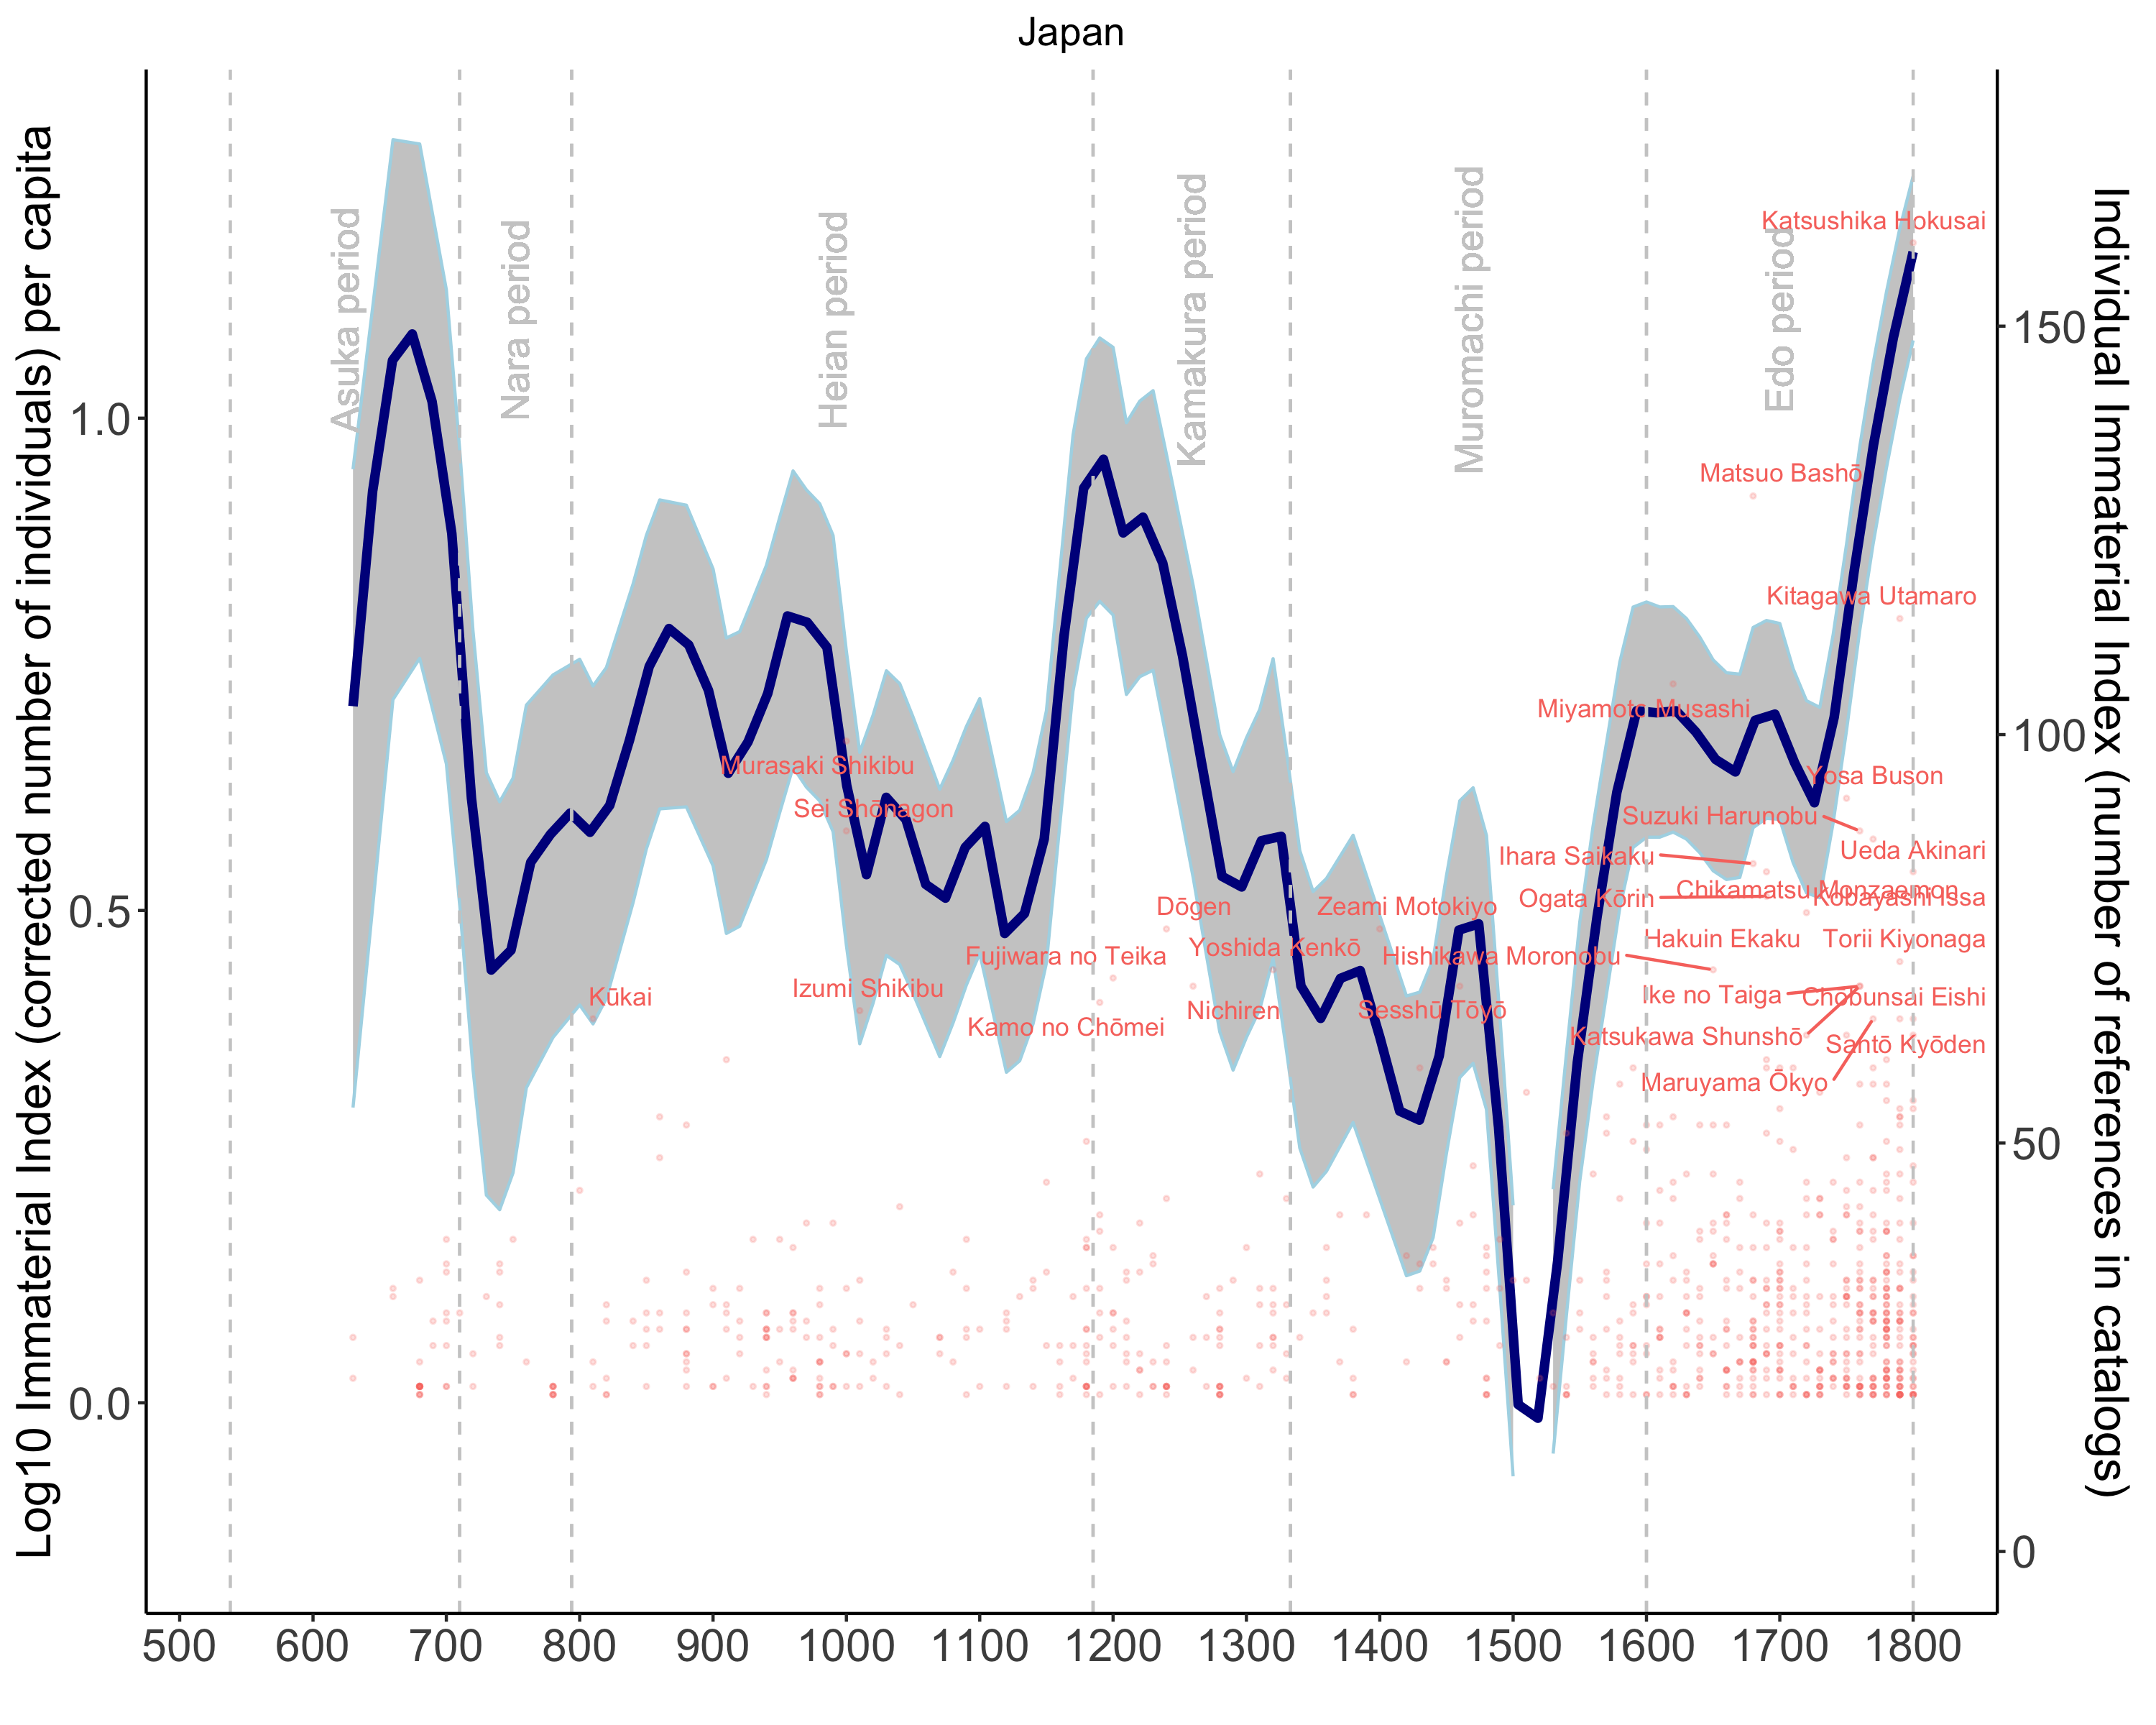 Japan
Log10 Immaterial Index (corrected number of individuals) per capita
Individual Immaterial Index (number of references in catalogs)
1.0
0.5
0.0
150
100
50
0
500 600 700 800 900 1000 1100 1200 1300 1400 1500 1600 1700 1800
Asuka period
Nara period
Heian period
Kamakura period
Muromachi period
Edo period
Katsushika Hokusai
Matsuo Bashō
Kitagawa Utamaro
Miyamoto Musashi
Murasaki Shikibu
Yosa Buson
Sei Shōnagon
Suzuki Harunobu
Ihara Saikaku
Ueda Akinari
Chikamatsu Monzaemon
Ogata Kōrin
Kobayashi Issa
Dōgen
Zeami Motokiyo
Hakuin Ekaku
Torii Kiyonaga
Yoshida Kenkō
Fujiwara no Teika
Hishikawa Moronobu
Izumi Shikibu
Kūkai
Ike no Taiga
Chōbunsai Eishi
Nichiren
Sesshū Tōyō
Kamo no Chōmei
Katsukawa Shunshō
Santō Kyōden
Maruyama Ōkyo